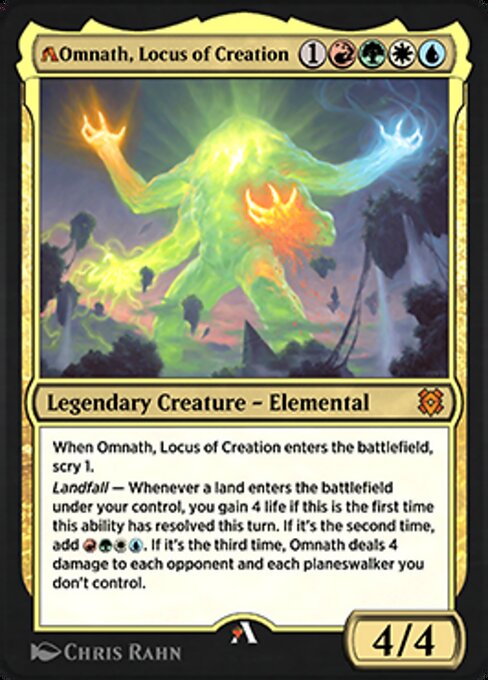 Omnath, Locus of Creation 1
Legendary Creature – Elemental
When Omnath, Locus of Creation enters the battlefield,
scry 1.
Landfall — Whenever a land enters the battlefield
under your control, you gain 4 life if this is the first time
this ability has resolved this turn. If it's the second time,
add . If it's the third time, Omnath deals 4
damage to each opponent and each planeswalker you
don't control.
4/4
Chris Rahn